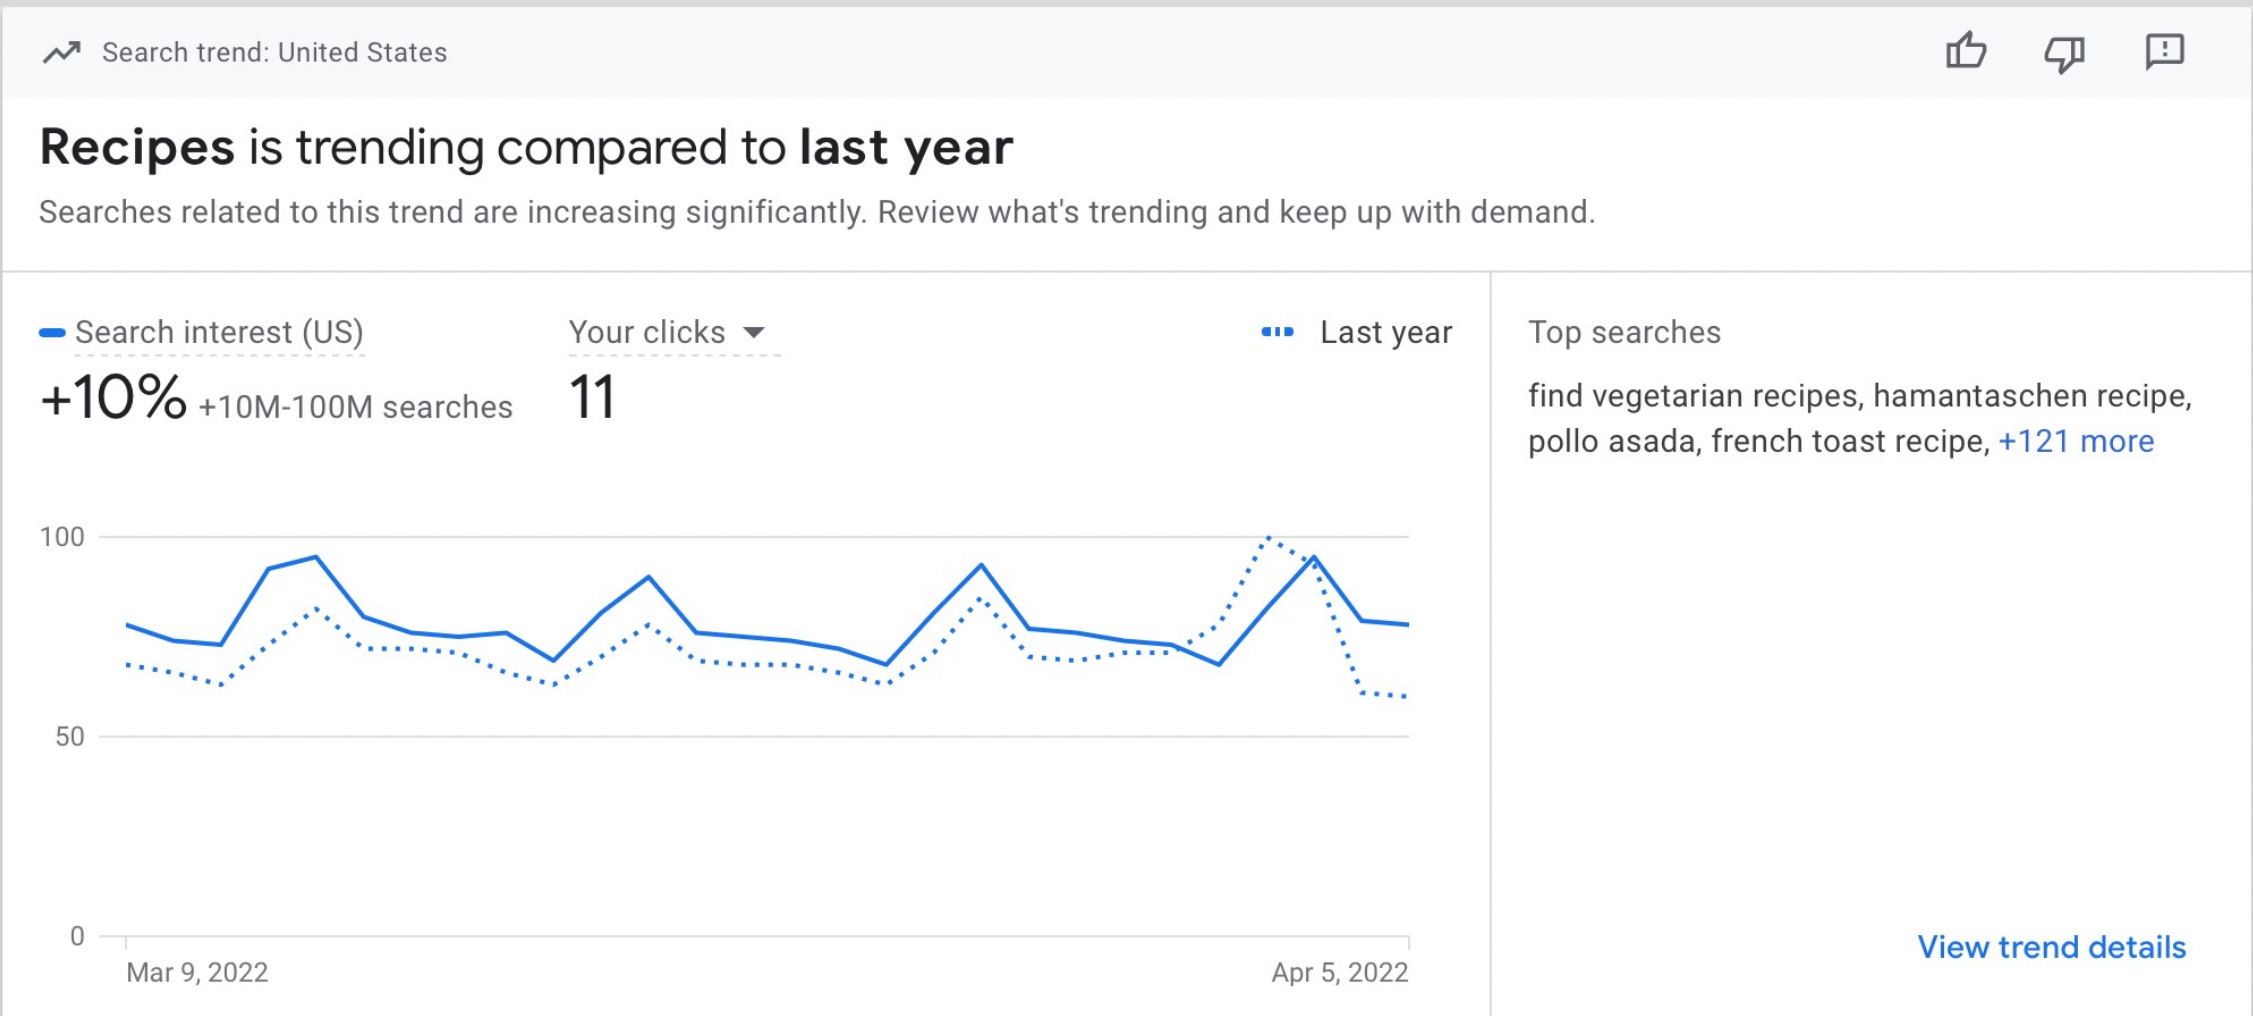 Search trend: United States
Recipes is trending compared to last year
Searches related to this trend are increasing significantly. Review what's trending and keep up with demand.
Search interest (US)
+10% +10M-100M searches
Your clicks
11
Last year
100
50
0
Mar 9, 2022
Apr 5, 2022
Top searches
find vegetarian recipes, hamantaschen recipe,
pollo asada, french toast recipe, +121 more
View trend details